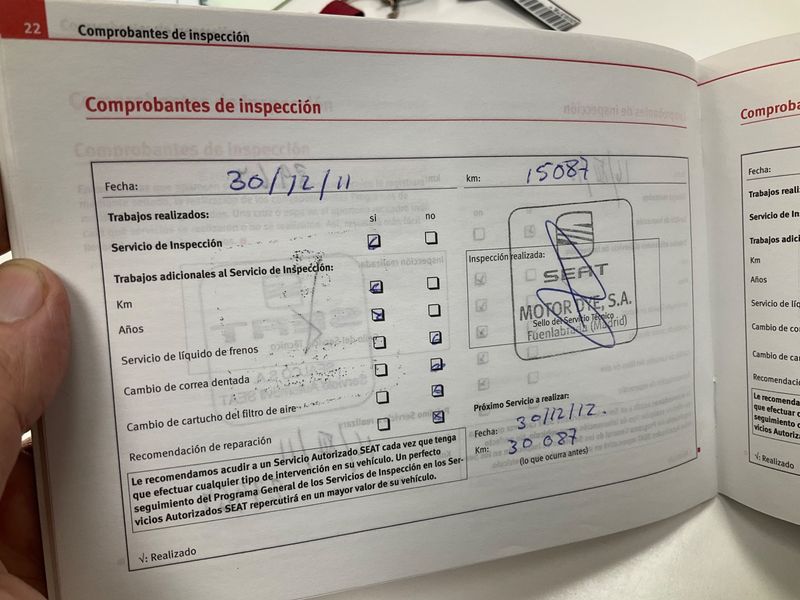 22 Comprobantes de inspección
Comprobantes de inspección
Fecha: 30/12/11 km: 15087
Trabajos realizados: si no
Servicio de Inspección
Trabajos adicionales al Servicio de Inspección:
Km
Años
Servicio de líquido de frenos
Cambio de correa dentada
Cambio de cartucho del filtro de aire
Recomendación de reparación
Le recomendamos acudir a un Servicio Autorizado SEAT cada vez que tenga
que efectuar cualquier tipo de intervención en su vehículo. Un perfecto
seguimiento del Programa General de los Servicios de Inspección en los Ser-
vicios Autorizados SEAT repercutirá en un mayor valor de su vehículo.
√: Realizado
Inspección realizada:
SEAT
MOTOR DYE, S.A.
Sello del Servicio Técnico
Fuenlabrada (Madrid)
Próximo Servicio a realizar:
Fecha: 30/12/12.
Km: 30 087
(lo que ocurra antes)
Comproba
Fecha:
Trabajos reali
Servicio de In
Trabajos adici
Km
Años
Servicio de líq
Cambio de co
Cambio de ca
Recomendació
Le recomenda
que efectuar
seguimiento d
vicios Autoriz
√: Realizado